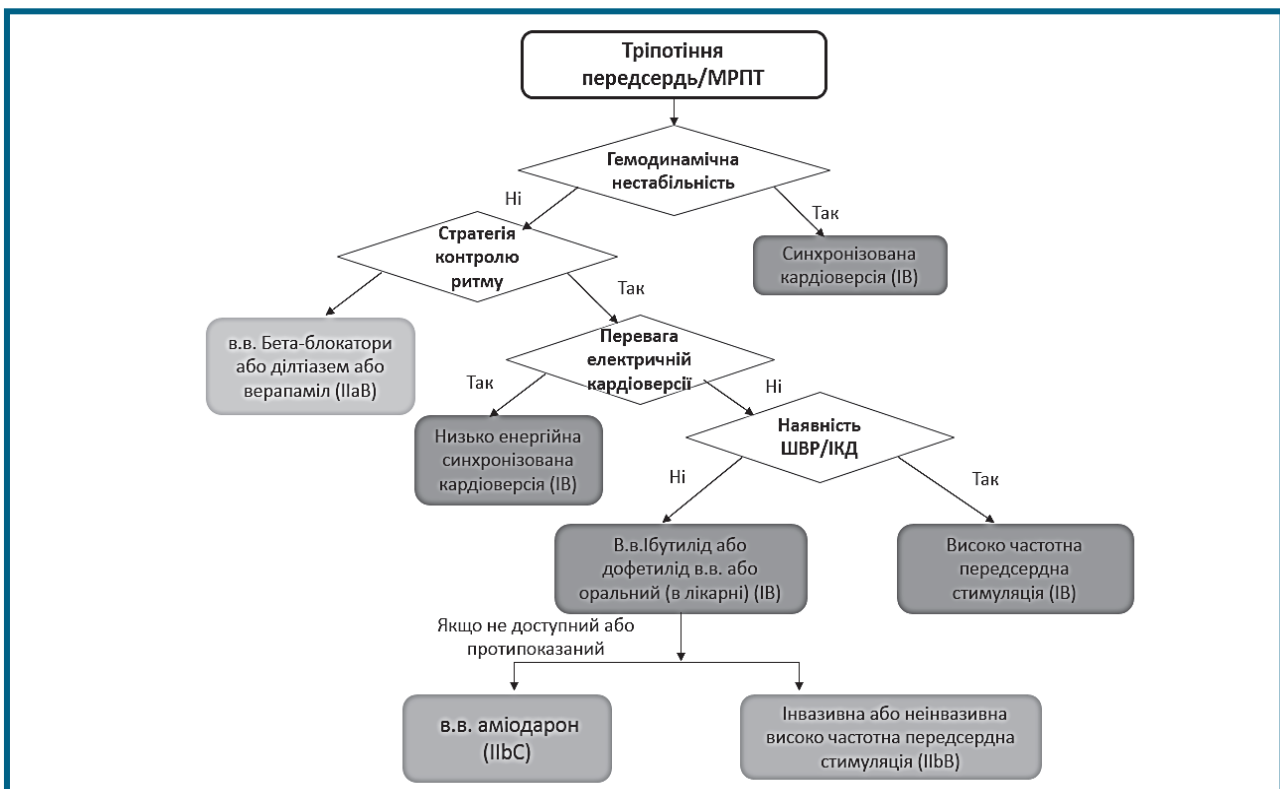 Тріпотіння
передсердь/МРПТ
Гемодинамічна
нестабільність
Ні
Так
Стратегія
контролю
ритму
Синхронізована
кардіоверсія (IB)
Так
в.в. Бета-блокатори
або ділтіазем або
верапаміл (IIaB)
Перевага
електричній
кардіоверсії
Так
Ні
Низько енергійна
синхронізована
кардіоверсія (IB)
Наявність
ШВР/ІКД
Ні
Так
В.в.Ібутилід або
дофетилід в.в. або
оральний (в лікарні) (IB)
Високо частотна
передсердна
стимуляція (IB)
Якщо не доступний або
протипоказаний
в.в. аміодарон
(IIbC)
Інвазивна або неінвазивна
високо частотна передсердна
стимуляція (IIbB)